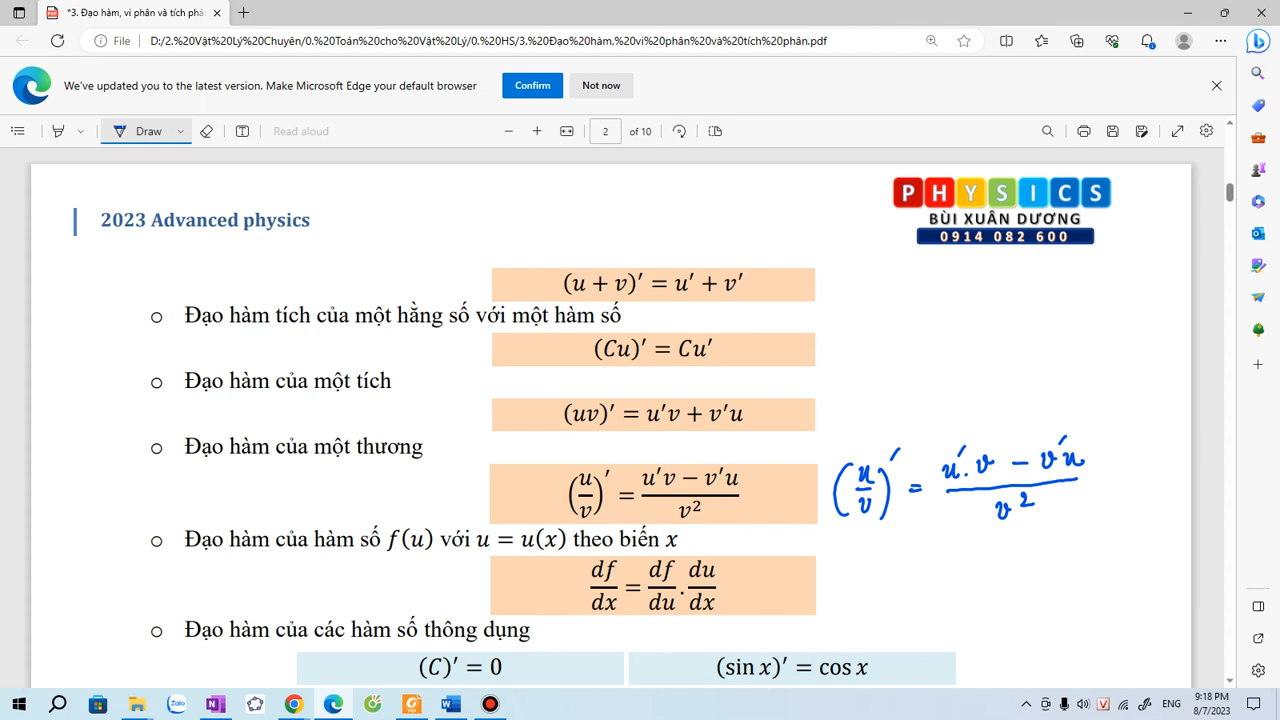 *3. Đạo hàm, vi phân và tích phâ
File D:/2.%20Vật%20Lý%20Chuyên/0.%20Toán%20cho%20Vật%20Lý/0.%20HS/3.%20Đạo%20hàm,%20vi%20phân%20và%20tích%20phân.pdf
We've updated you to the latest version. Make Microsoft Edge your default browser Confirm Not now
Draw Read aloud 2 of 10
PHYSICS
2023 Advanced physics
BÙI XUÂN DƯƠNG
0914 082 600
(u + v)′ = u′ + v′
o Đạo hàm tích của một hằng số với một hàm số
(Cu)′ = Cu′
o Đạo hàm của một tích
(uv)′ = u′v + v′u
o Đạo hàm của một thương
(u/v)′ = (u′v − v′u)/v²
(u/v)′ = (u′.v − v′u)/v²
o Đạo hàm của hàm số f(u) với u = u(x) theo biến x
df/dx = df/du . du/dx
o Đạo hàm của các hàm số thông dụng
(C)′ = 0 (sin x)′ = cos x
Zalo
ENG
9:18 PM
8/7/2023